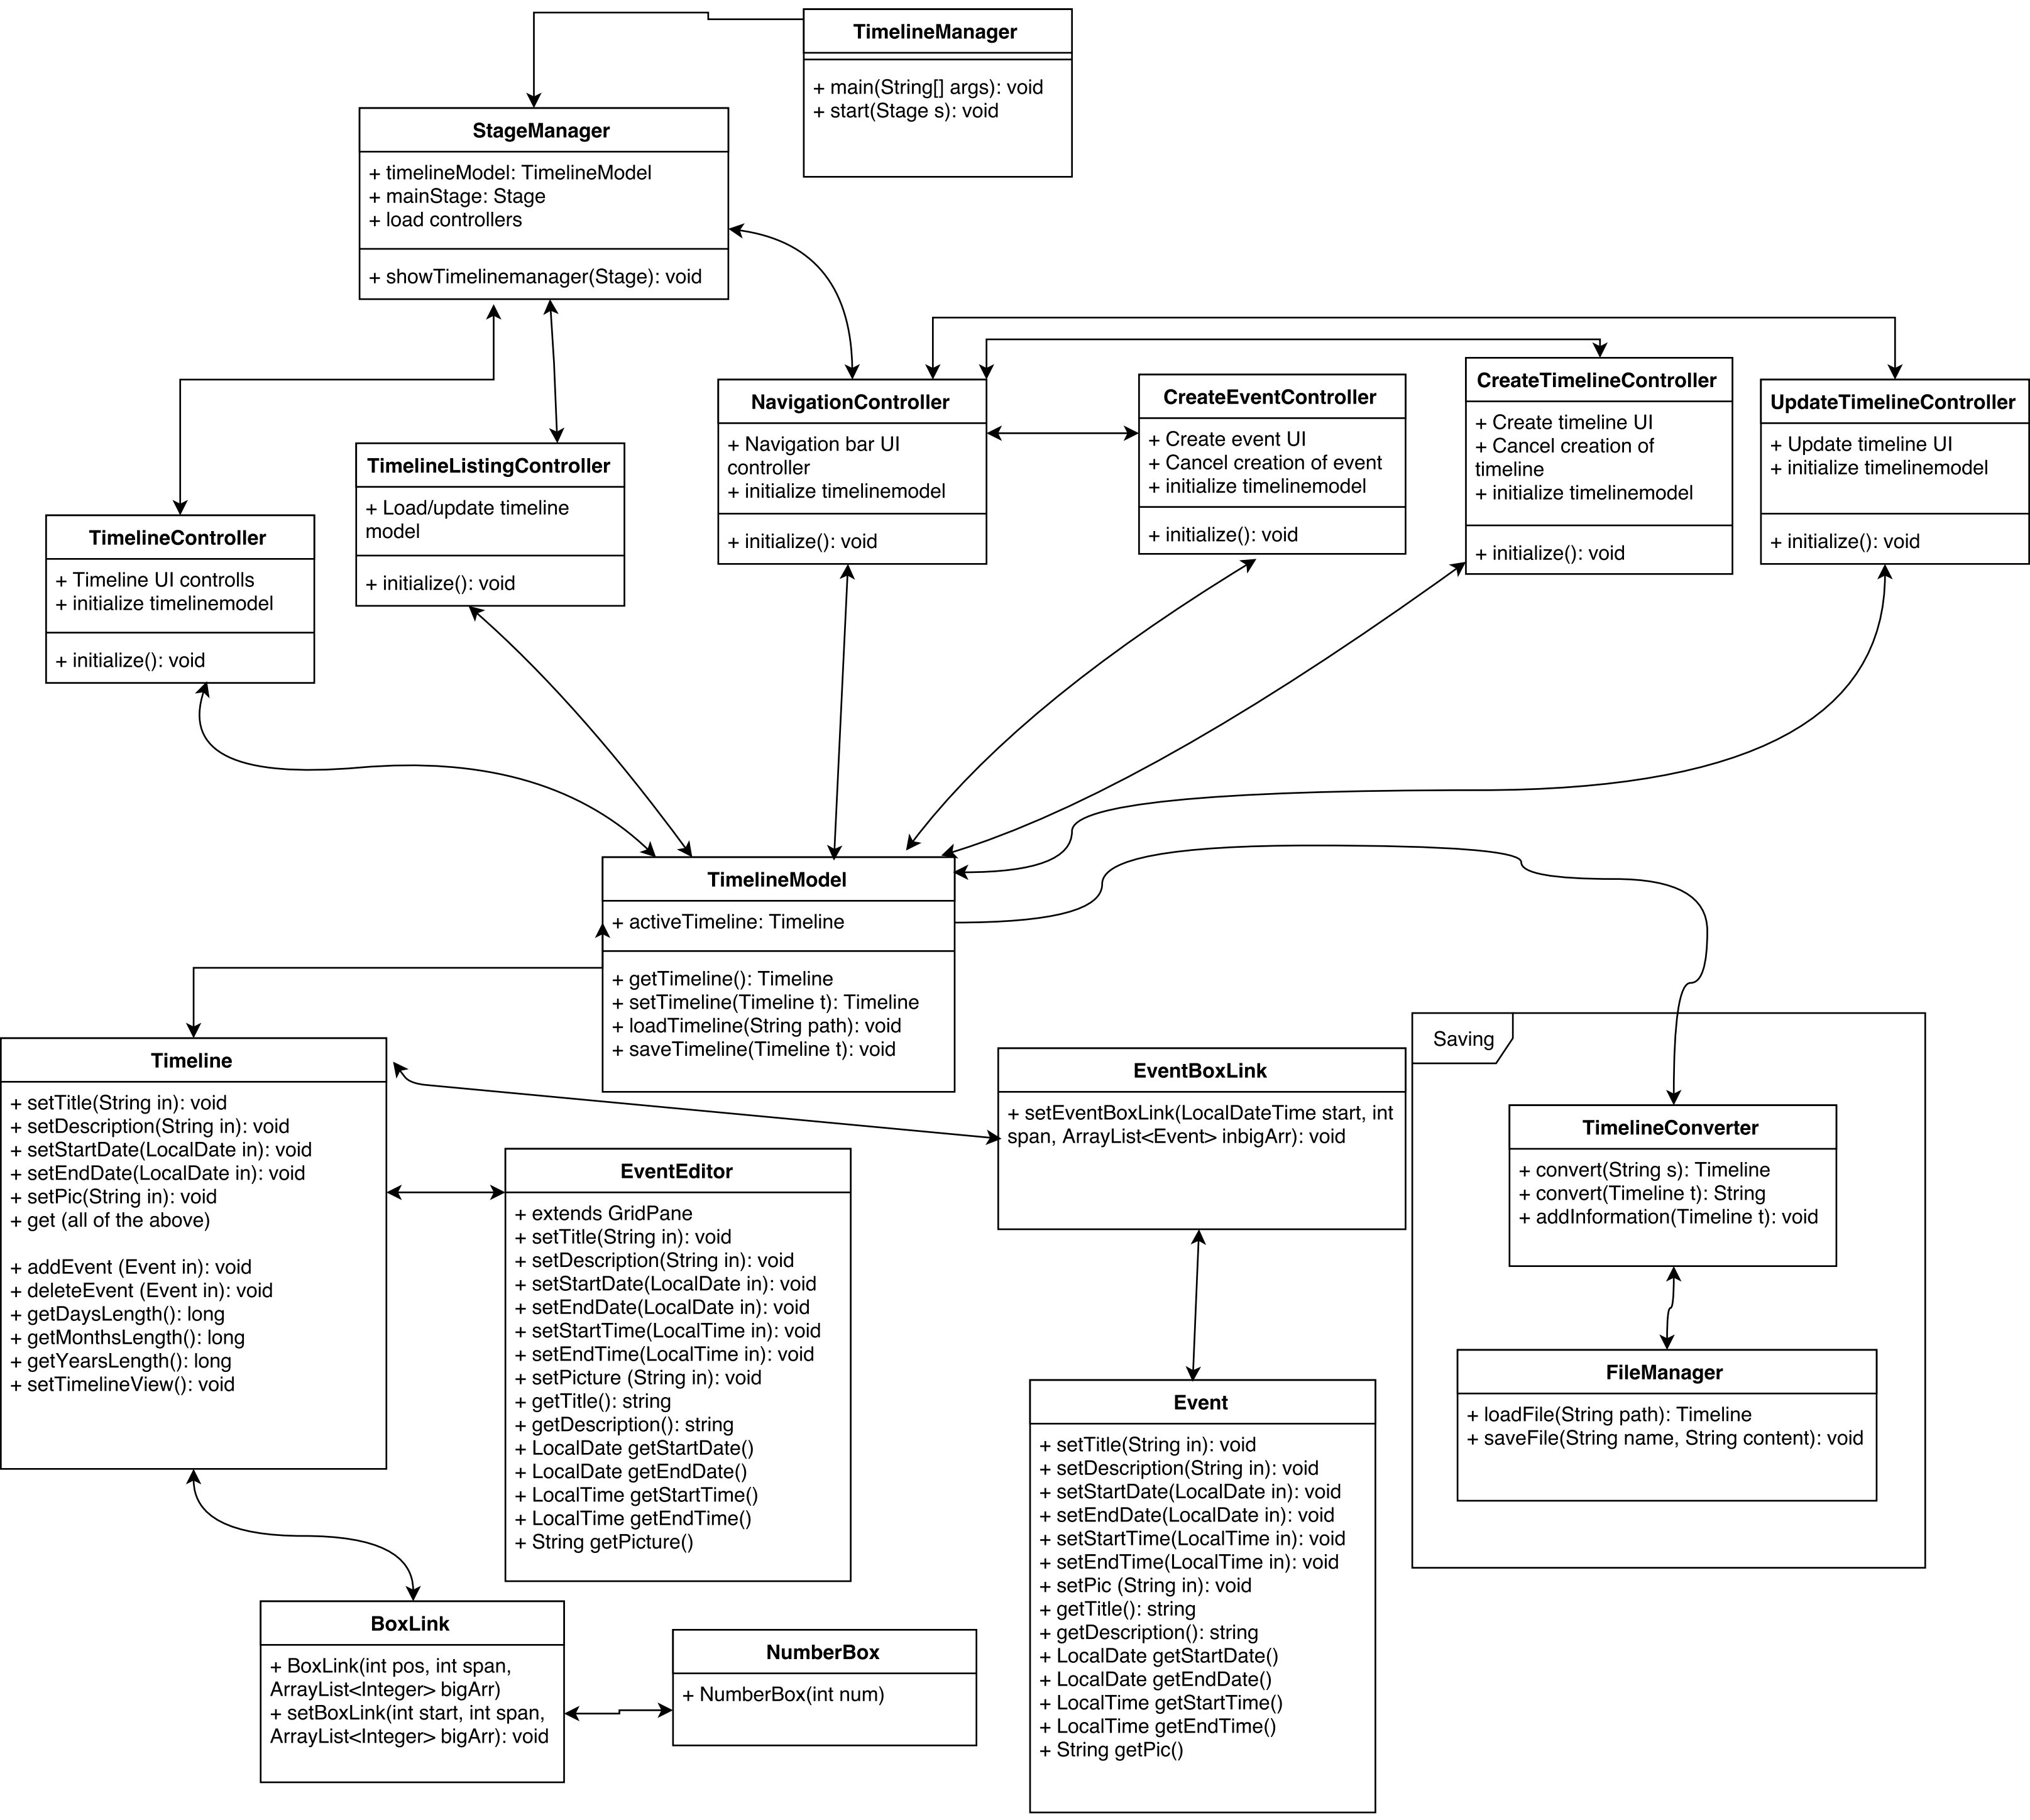 TimelineManager
+ main(String[] args): void
+ start(Stage s): void
StageManager
+ timelineModel: TimelineModel
+ mainStage: Stage
+ load controllers
+ showTimelinemanager(Stage): void
TimelineController
+ Timeline UI controlls
+ initialize timelinemodel
+ initialize(): void
TimelineListingController
+ Load/update timeline
model
+ initialize(): void
NavigationController
+ Navigation bar UI
controller
+ initialize timelinemodel
+ initialize(): void
CreateEventController
+ Create event UI
+ Cancel creation of event
+ initialize timelinemodel
+ initialize(): void
CreateTimelineController
+ Create timeline UI
+ Cancel creation of
timeline
+ initialize timelinemodel
+ initialize(): void
UpdateTimelineController
+ Update timeline UI
+ initialize timelinemodel
+ initialize(): void
TimelineModel
+ activeTimeline: Timeline
+ getTimeline(): Timeline
+ setTimeline(Timeline t): Timeline
+ loadTimeline(String path): void
+ saveTimeline(Timeline t): void
Timeline
+ setTitle(String in): void
+ setDescription(String in): void
+ setStartDate(LocalDate in): void
+ setEndDate(LocalDate in): void
+ setPic(String in): void
+ get (all of the above)
+ addEvent (Event in): void
+ deleteEvent (Event in): void
+ getDaysLength(): long
+ getMonthsLength(): long
+ getYearsLength(): long
+ setTimelineView(): void
EventEditor
+ extends GridPane
+ setTitle(String in): void
+ setDescription(String in): void
+ setStartDate(LocalDate in): void
+ setEndDate(LocalDate in): void
+ setStartTime(LocalTime in): void
+ setEndTime(LocalTime in): void
+ setPicture (String in): void
+ getTitle(): string
+ getDescription(): string
+ LocalDate getStartDate()
+ LocalDate getEndDate()
+ LocalTime getStartTime()
+ LocalTime getEndTime()
+ String getPicture()
EventBoxLink
+ setEventBoxLink(LocalDateTime start, int
span, ArrayList<Event> inbigArr): void
Saving
TimelineConverter
+ convert(String s): Timeline
+ convert(Timeline t): String
+ addInformation(Timeline t): void
FileManager
+ loadFile(String path): Timeline
+ saveFile(String name, String content): void
Event
+ setTitle(String in): void
+ setDescription(String in): void
+ setStartDate(LocalDate in): void
+ setEndDate(LocalDate in): void
+ setStartTime(LocalTime in): void
+ setEndTime(LocalTime in): void
+ setPic (String in): void
+ getTitle(): string
+ getDescription(): string
+ LocalDate getStartDate()
+ LocalDate getEndDate()
+ LocalTime getStartTime()
+ LocalTime getEndTime()
+ String getPic()
BoxLink
+ BoxLink(int pos, int span,
ArrayList<Integer> bigArr)
+ setBoxLink(int start, int span,
ArrayList<Integer> bigArr): void
NumberBox
+ NumberBox(int num)